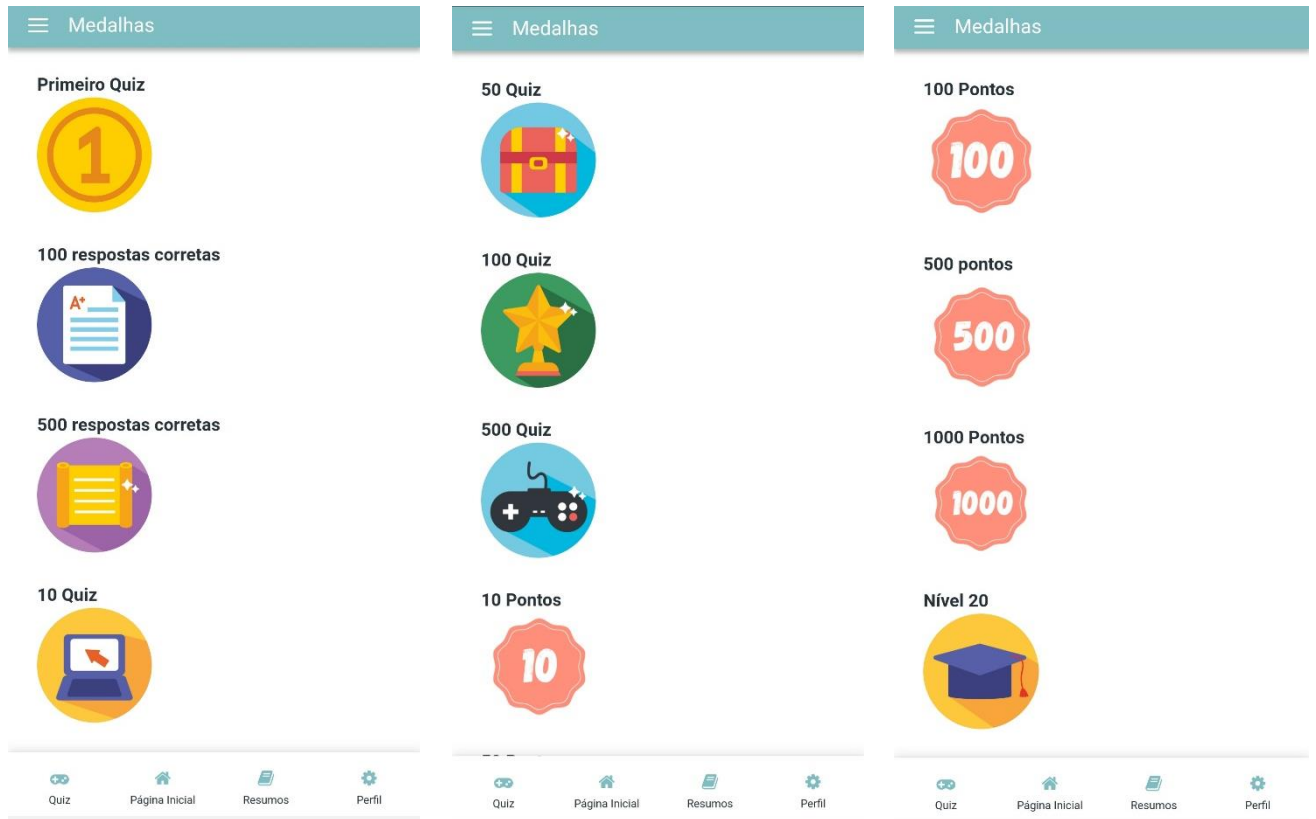 Medalhas
Primeiro Quiz
1
100 respostas corretas
A+
500 respostas corretas
10 Quiz
Quiz
Página Inicial
Resumos
Perfil
Medalhas
50 Quiz
100 Quiz
500 Quiz
10 Pontos
10
Quiz
Página Inicial
Resumos
Perfil
Medalhas
100 Pontos
100
500 pontos
500
1000 Pontos
1000
Nível 20
Quiz
Página Inicial
Resumos
Perfil